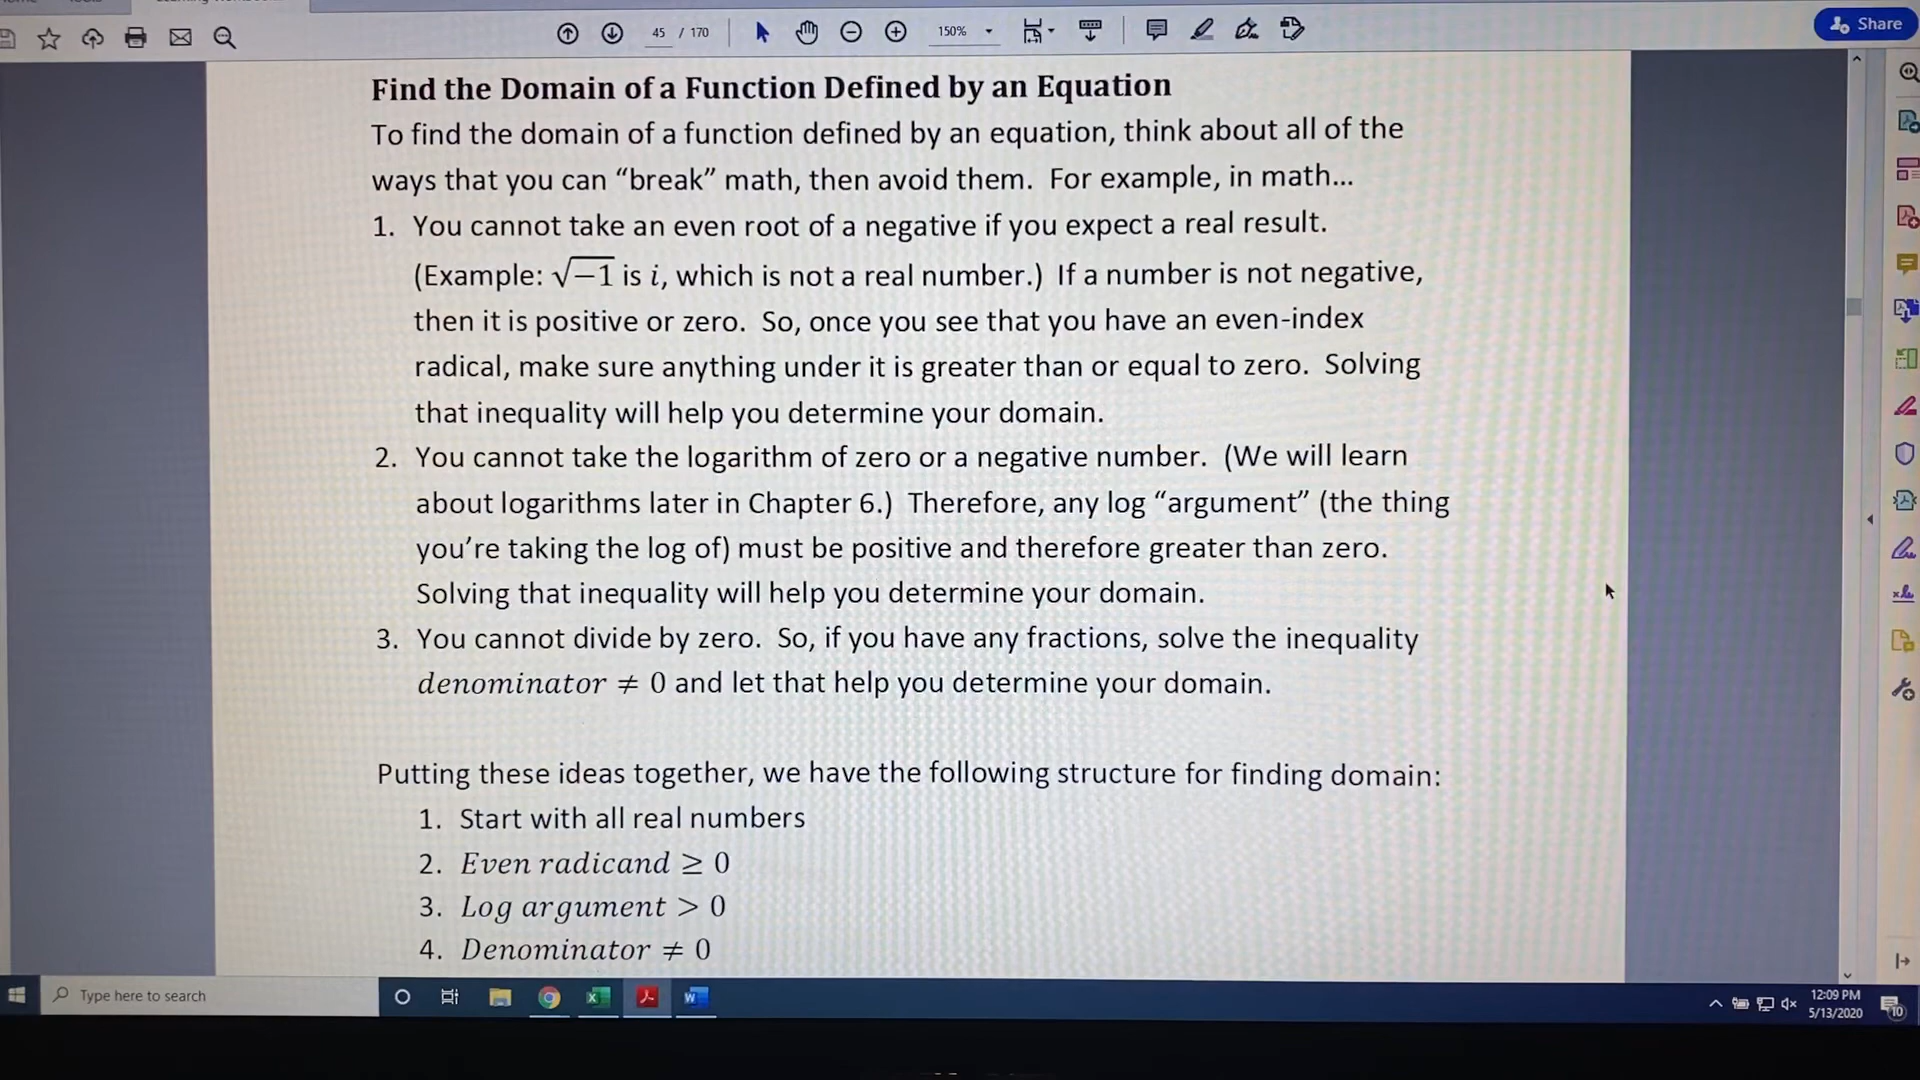 45 / 170
150%
Share
Find the Domain of a Function Defined by an Equation
To find the domain of a function defined by an equation, think about all of the
ways that you can “break” math, then avoid them. For example, in math...
1. You cannot take an even root of a negative if you expect a real result.
(Example: √−1 is i, which is not a real number.) If a number is not negative,
then it is positive or zero. So, once you see that you have an even-index
radical, make sure anything under it is greater than or equal to zero. Solving
that inequality will help you determine your domain.
2. You cannot take the logarithm of zero or a negative number. (We will learn
about logarithms later in Chapter 6.) Therefore, any log “argument” (the thing
you’re taking the log of) must be positive and therefore greater than zero.
Solving that inequality will help you determine your domain.
3. You cannot divide by zero. So, if you have any fractions, solve the inequality
denominator ≠ 0 and let that help you determine your domain.
Putting these ideas together, we have the following structure for finding domain:
1. Start with all real numbers
2. Even radicand ≥ 0
3. Log argument > 0
4. Denominator ≠ 0
Type here to search
12:09 PM
5/13/2020
10